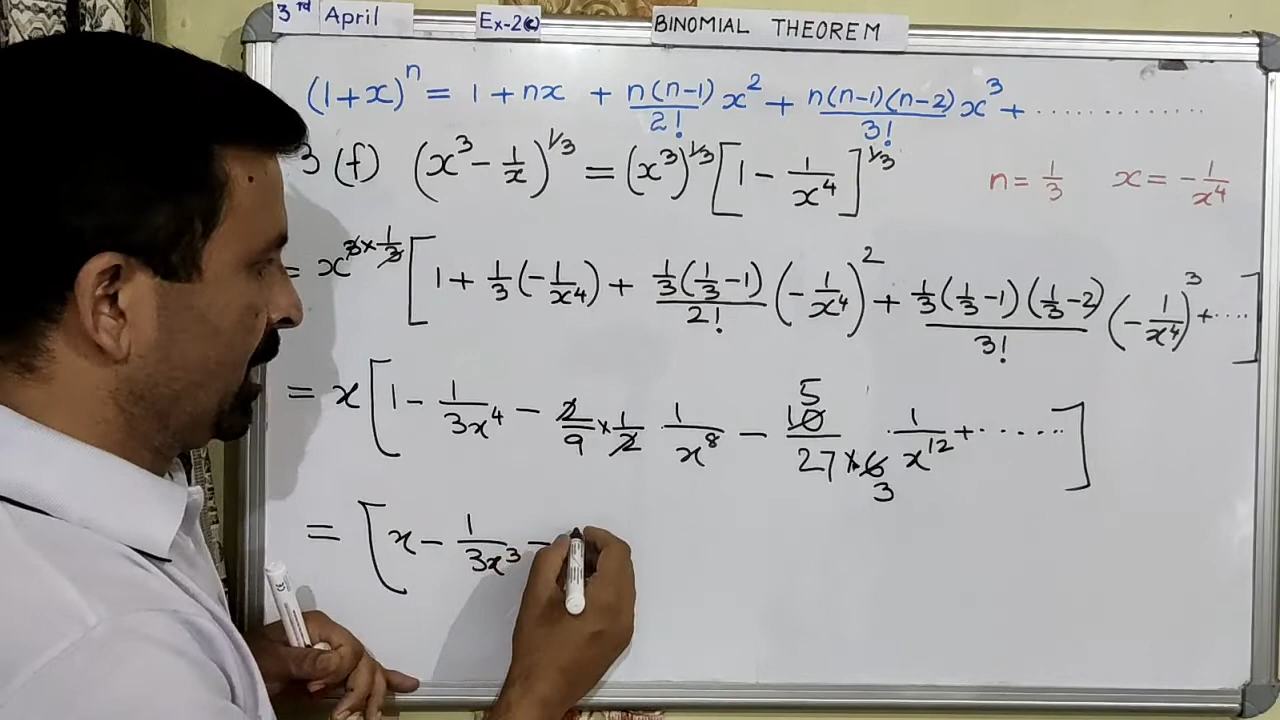 3rd April Ex-2(c) BINOMIAL THEOREM
(1+x)^n = 1 + nx + n(n-1)/2! x^2 + n(n-1)(n-2)/3! x^3 + ..............
3 (f) (x^3 - 1/x)^1/3 = (x^3)^1/3 [1 - 1/x^4]^1/3 n = 1/3 x = -1/x^4
= x^3×1/3 [1 + 1/3(-1/x^4) + 1/3(1/3-1)/2! (-1/x^4)^2 + 1/3(1/3-1)(1/3-2)/3! (-1/x^4)^3 + ....]
= x [1 - 1/3x^4 - 2/9 × 1/2 1/x^8 - 5 10/27×6 3 . 1/x^12 + ......]
= [x - 1/3x^3 -